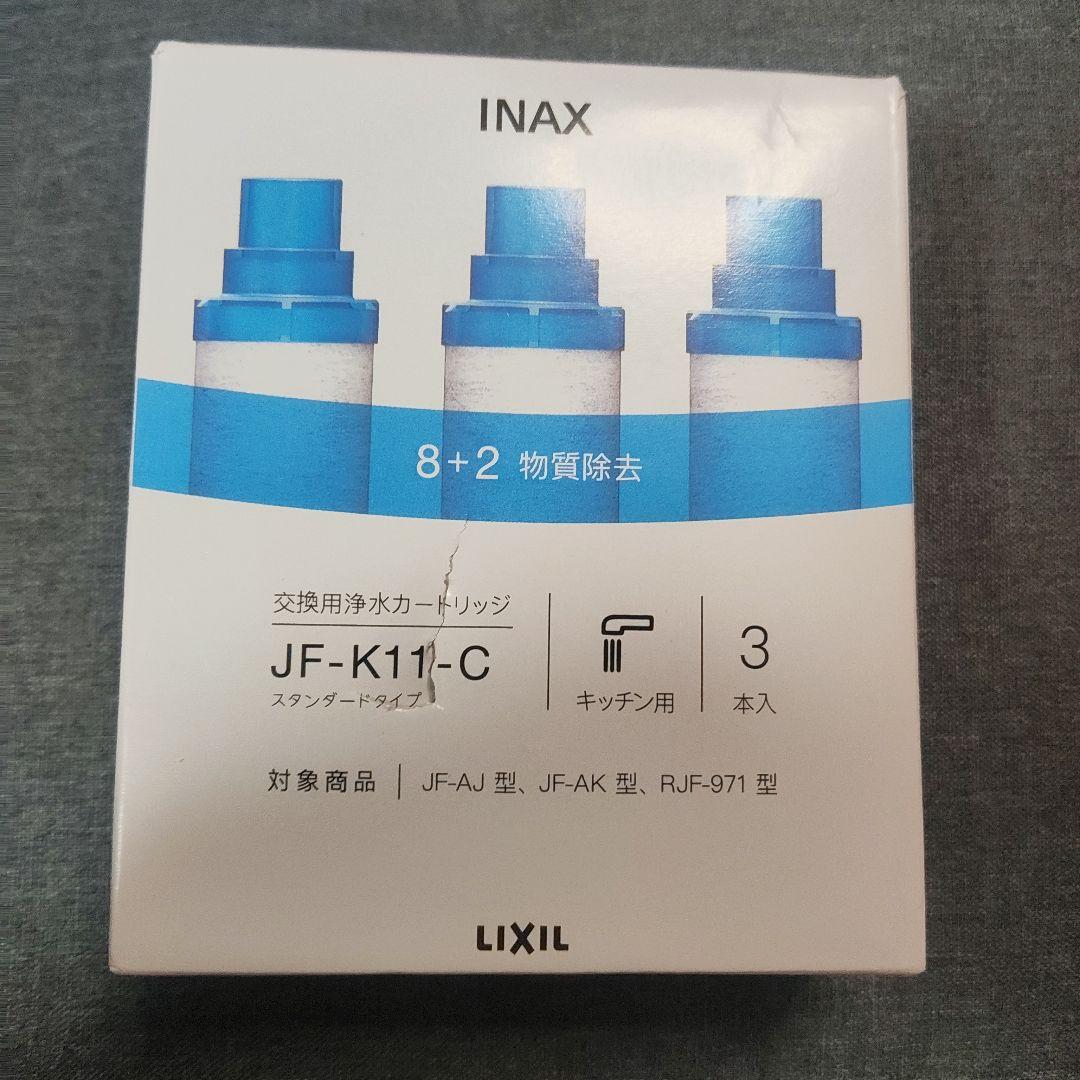 INAX
8+2 物質除去
交換用浄水カートリッジ
JF-K11-C
スタンダードタイプ
キッチン用
3
本入
対象商品 | JF-AJ 型、JF-AK 型、RJF-971 型
LIXIL